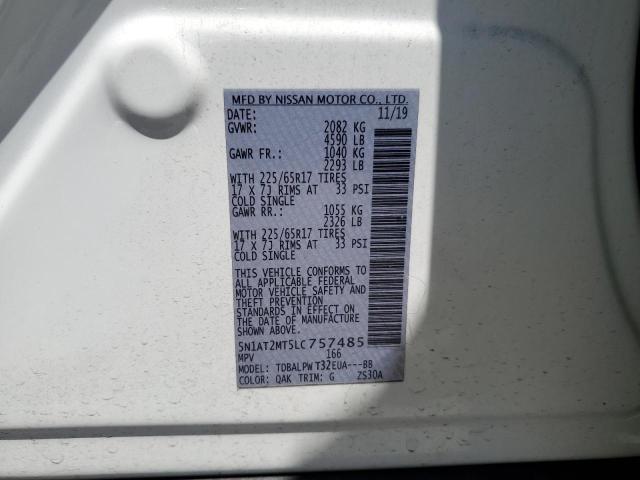 MFD BY NISSAN MOTOR CO., LTD.
DATE: 11/19
GVWR: 2082 KG
4590 LB
GAWR FR.: 1040 KG
2293 LB
WITH 225/65R17 TIRES
17 X 7J RIMS AT 33 PSI
COLD SINGLE
GAWR RR.: 1055 KG
2326 LB
WITH 225/65R17 TIRES
17 X 7J RIMS AT 33 PSI
COLD SINGLE
THIS VEHICLE CONFORMS TO
ALL APPLICABLE FEDERAL
MOTOR VEHICLE SAFETY AND
THEFT PREVENTION
STANDARDS IN EFFECT ON
THE DATE OF MANUFACTURE
SHOWN ABOVE.
5N1AT2MT5LC757485
MPV 166
MODEL: TDBALPW T32EUA---BB
COLOR: QAK TRIM: G ZS30A